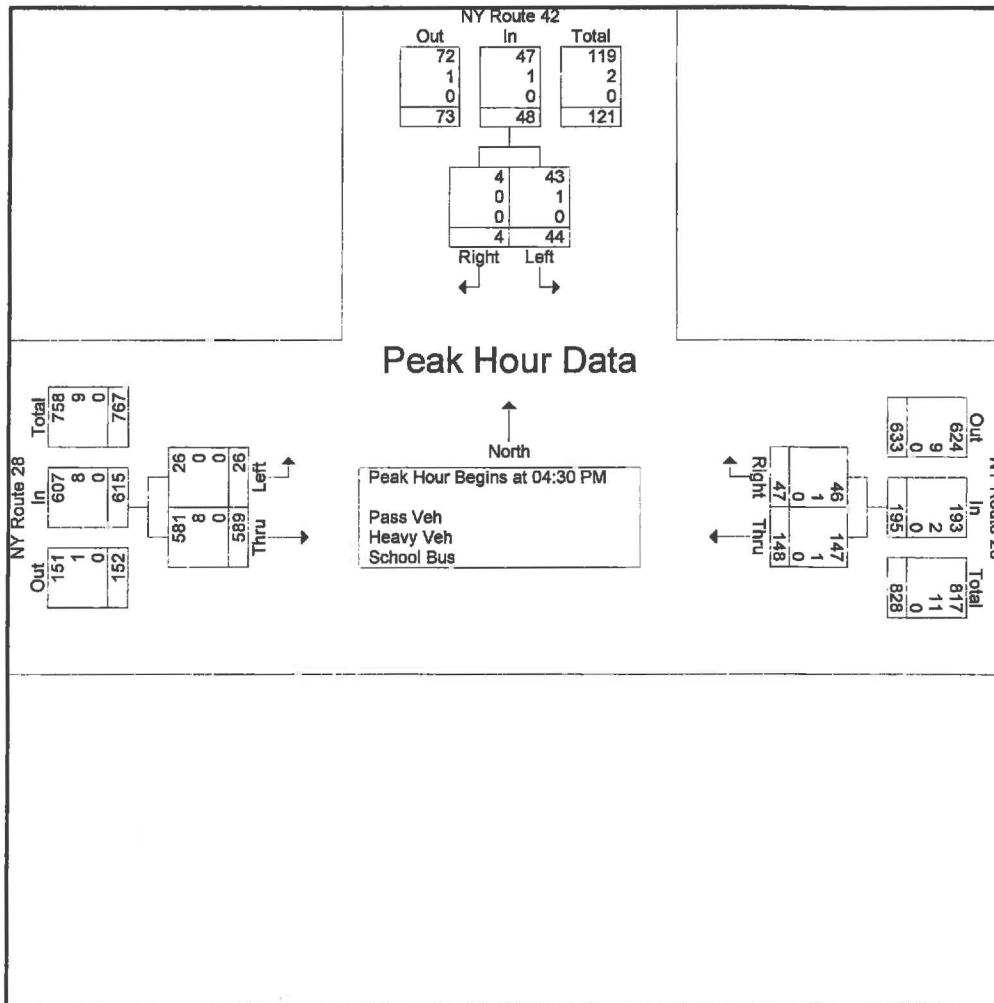 NY Route 42
Out In Total
72 47 119
1 1 2
0 0 0
73 48 121
4 43
0 1
0 0
4 44
Right Left
Peak Hour Data
North
Peak Hour Begins at 04:30 PM
Pass Veh
Heavy Veh
School Bus
NY Route 28
Out In Total
151 607 758
1 8 9
0 0 0
152 615 767
Thru Left
581 26
8 0
0 0
589 26
Out In Total
624 193 817
9 2 11
0 0 0
633 195 828
46 147
1 1
0 0
47 148
Right Thru